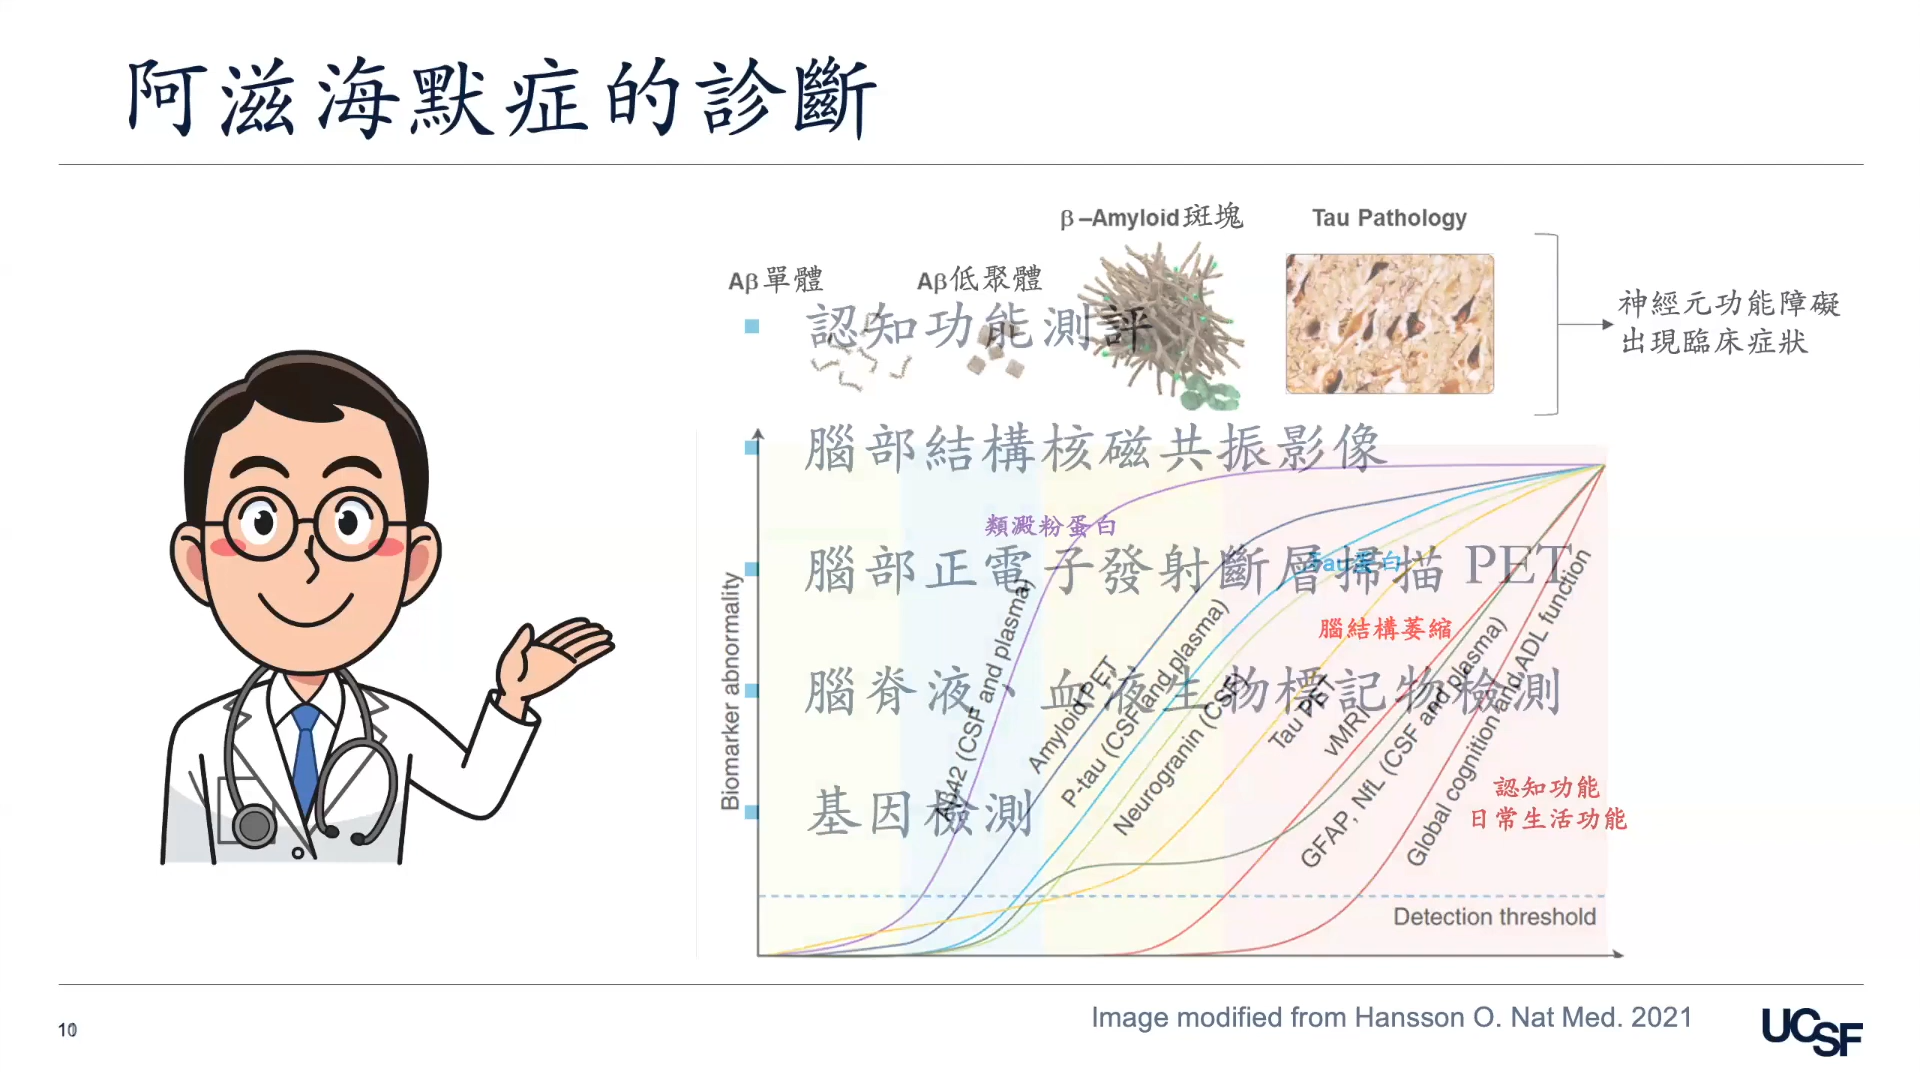 阿滋海默症的診斷
β–Amyloid斑塊
Tau Pathology
Aβ單體
Aβ低聚體
神經元功能障礙
出現臨床症狀
認知功能測評
腦部結構核磁共振影像
腦部正電子發射斷層掃描 PET
腦脊液、血液生物標記物檢測
基因檢測
Biomarker abnormality
類澱粉蛋白
Tau蛋白
腦結構萎縮
認知功能
日常生活功能
Aβ42 (CSF and plasma)
Amyloid PET
P-tau (CSF and plasma)
Neurogranin (CSF)
Tau PET
vMRI
GFAP, NfL (CSF and plasma)
Global cognition and ADL function
Detection threshold
Image modified from Hansson O. Nat Med. 2021
UCSF